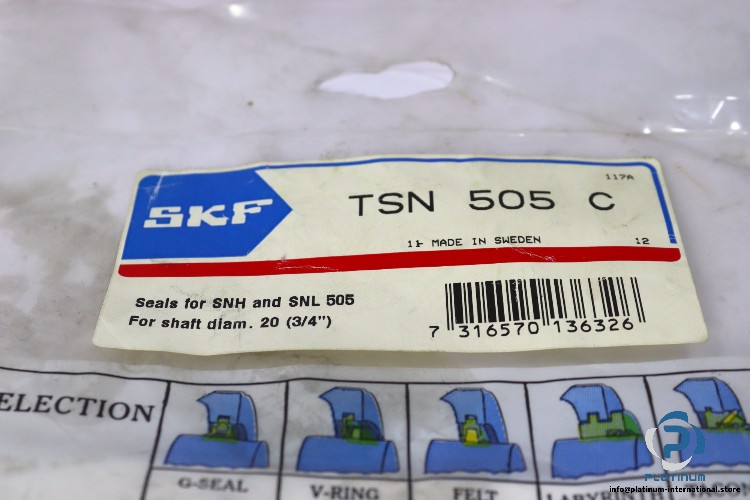 117A
SKF
TSN 505 C
MADE IN SWEDEN
12
Seals for SNH and SNL 505
For shaft diam. 20 (3/4")
7 316570 136326
ELECTION
G-SEAL
V-RING
FELT
PLATINUM
info@platinum-international.store